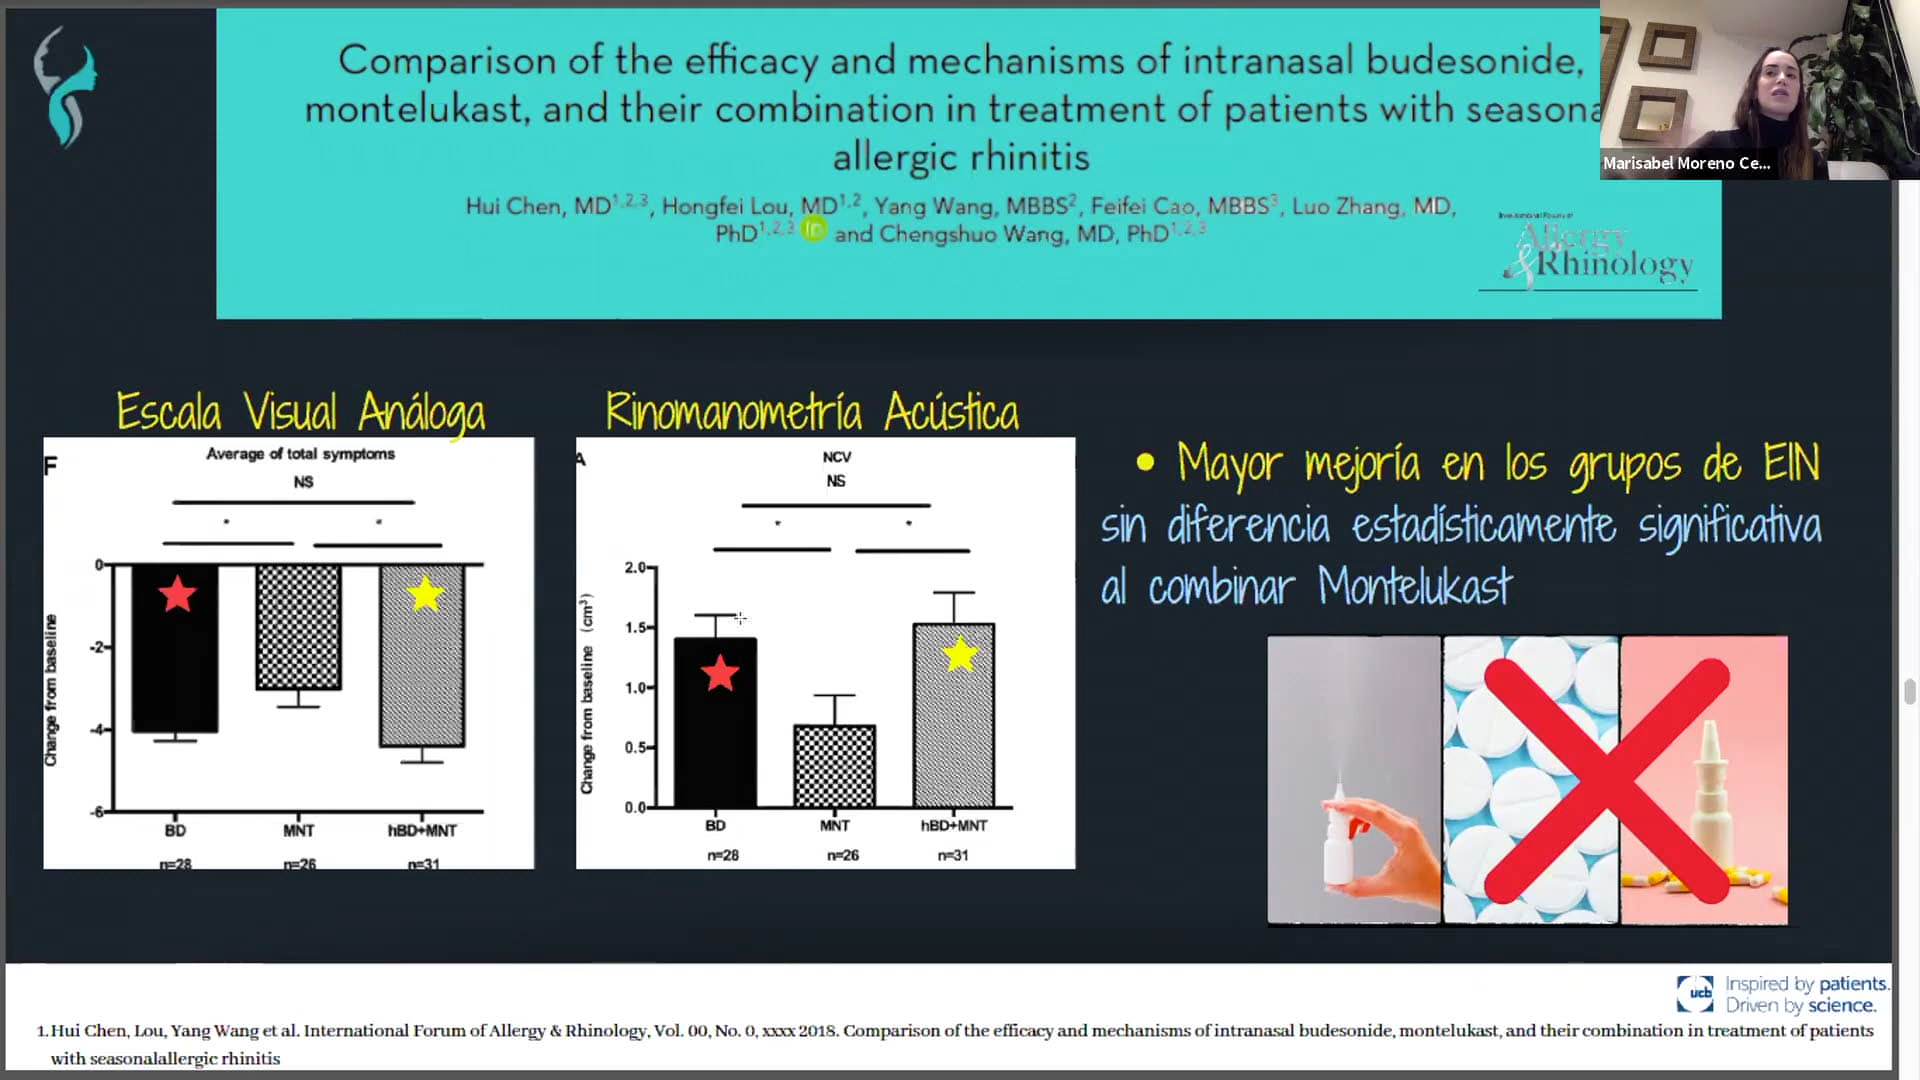 Comparison of the efficacy and mechanisms of intranasal budesonide,
montelukast, and their combination in treatment of patients with seasona
allergic rhinitis
Hui Chen, MD1,2,3, Hongfei Lou, MD1,2, Yang Wang, MBBS2, Feifei Cao, MBBS3, Luo Zhang, MD,
PhD1,2,3 iD and Chengshuo Wang, MD, PhD1,2,3
International Forum of
Allergy
& Rhinology
Marisabel Moreno Ce...
Escala Visual Análoga
F
Average of total symptoms
NS
* *
0
-2
-4
-6
Change from baseline
BD MNT hBD+MNT
n=28 n=26 n=31
Rinomanometría Acústica
A
NCV
NS
* *
2.0
1.5
1.0
0.5
0.0
Change from baseline (cm3)
BD MNT hBD+MNT
n=28 n=26 n=31
• Mayor mejoría en los grupos de EIN
sin diferencia estadísticamente significativa
al combinar Montelukast
ucb
Inspired by patients.
Driven by science.
1. Hui Chen, Lou, Yang Wang et al. International Forum of Allergy & Rhinology, Vol. 00, No. 0, xxxx 2018. Comparison of the efficacy and mechanisms of intranasal budesonide, montelukast, and their combination in treatment of patients
with seasonalallergic rhinitis